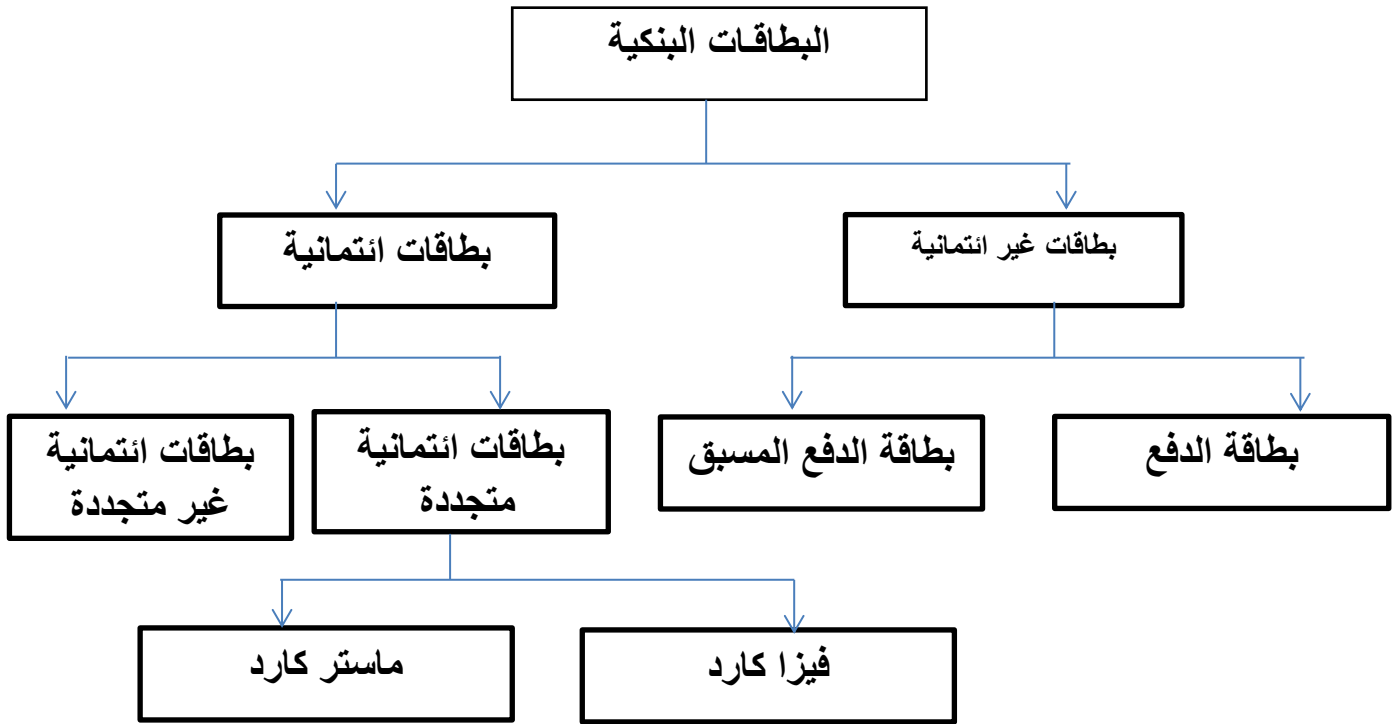 البطاقات البنكية
بطاقات غير ائتمانية
بطاقات ائتمانية
بطاقة الدفع
بطاقة الدفع المسبق
بطاقات ائتمانية
متجددة
بطاقات ائتمانية
غير متجددة
فيزا كارد
ماستر كارد